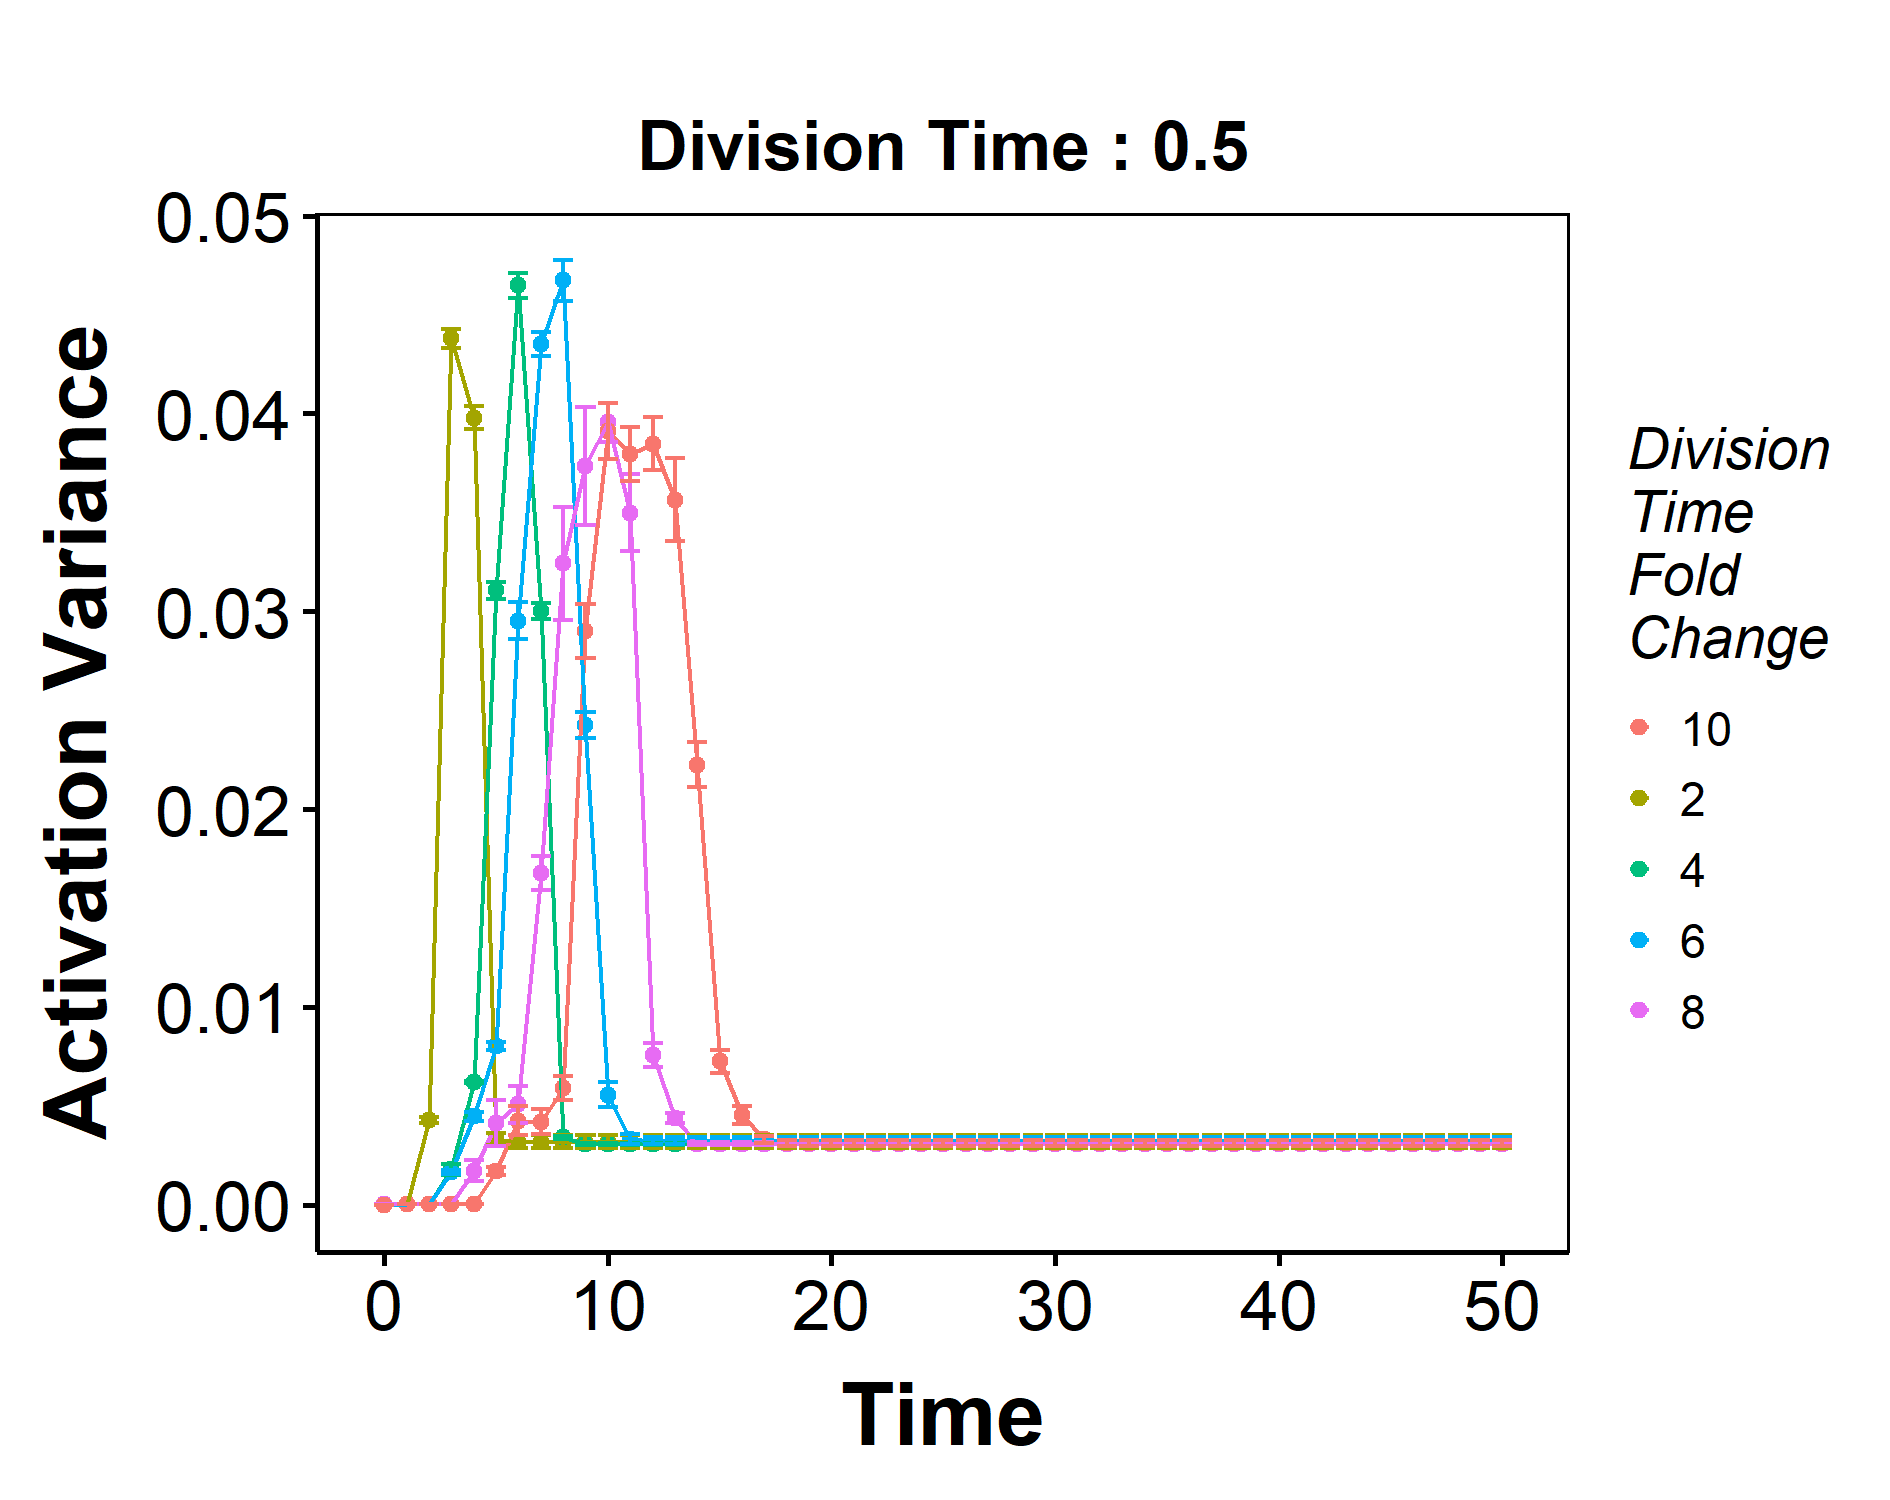 Division Time : 0.5
Activation Variance
0.05
0.04
0.03
0.02
0.01
0.00
0 10 20 30 40 50
Time
Division
Time
Fold
Change
10
2
4
6
8